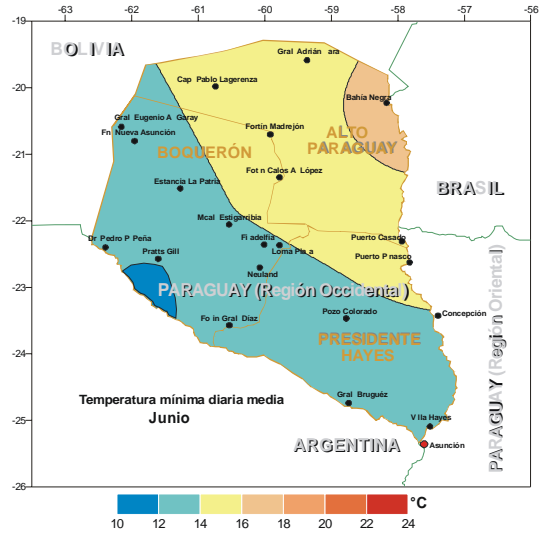 -63 -62 -61 -60 -59 -58 -57 -56
-19
-20
-21
-22
-23
-24
-25
-26
BOLIVIA
Gral Adrián ara
Cap Pablo Lagerenza
Bahía Negra
Gral Eugenio A Garay
Fn Nueva Asunción
Fortín Madrejón
ALTO
PARAGUAY
BOQUERÓN
Fot n Calos A López
Estancia La Patria
BRASIL
Mcal Estigarribia
Dr Pedro P Peña
Fi adelfia
Loma Pla a
Puerto Casado
Pratts Gill
Puerto P nasco
Neuland
PARAGUAY (Región Occidental)
PARAGUAY (Región Oriental)
Fo in Gral Díaz
Pozo Colorado
Concepción
PRESIDENTE
HAYES
Temperatura mínima diaria media
Junio
Gral Bruguéz
V lla Hayes
ARGENTINA
Asunción
°C
10 12 14 16 18 20 22 24